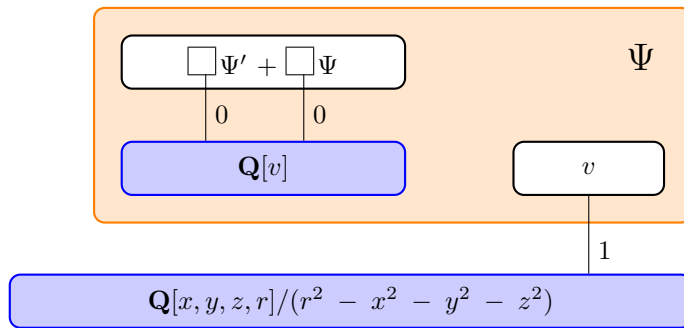 □Ψ′ + □Ψ
Ψ
0 0
Q[v]
v
1
Q[x, y, z, r]/(r² − x² − y² − z²)